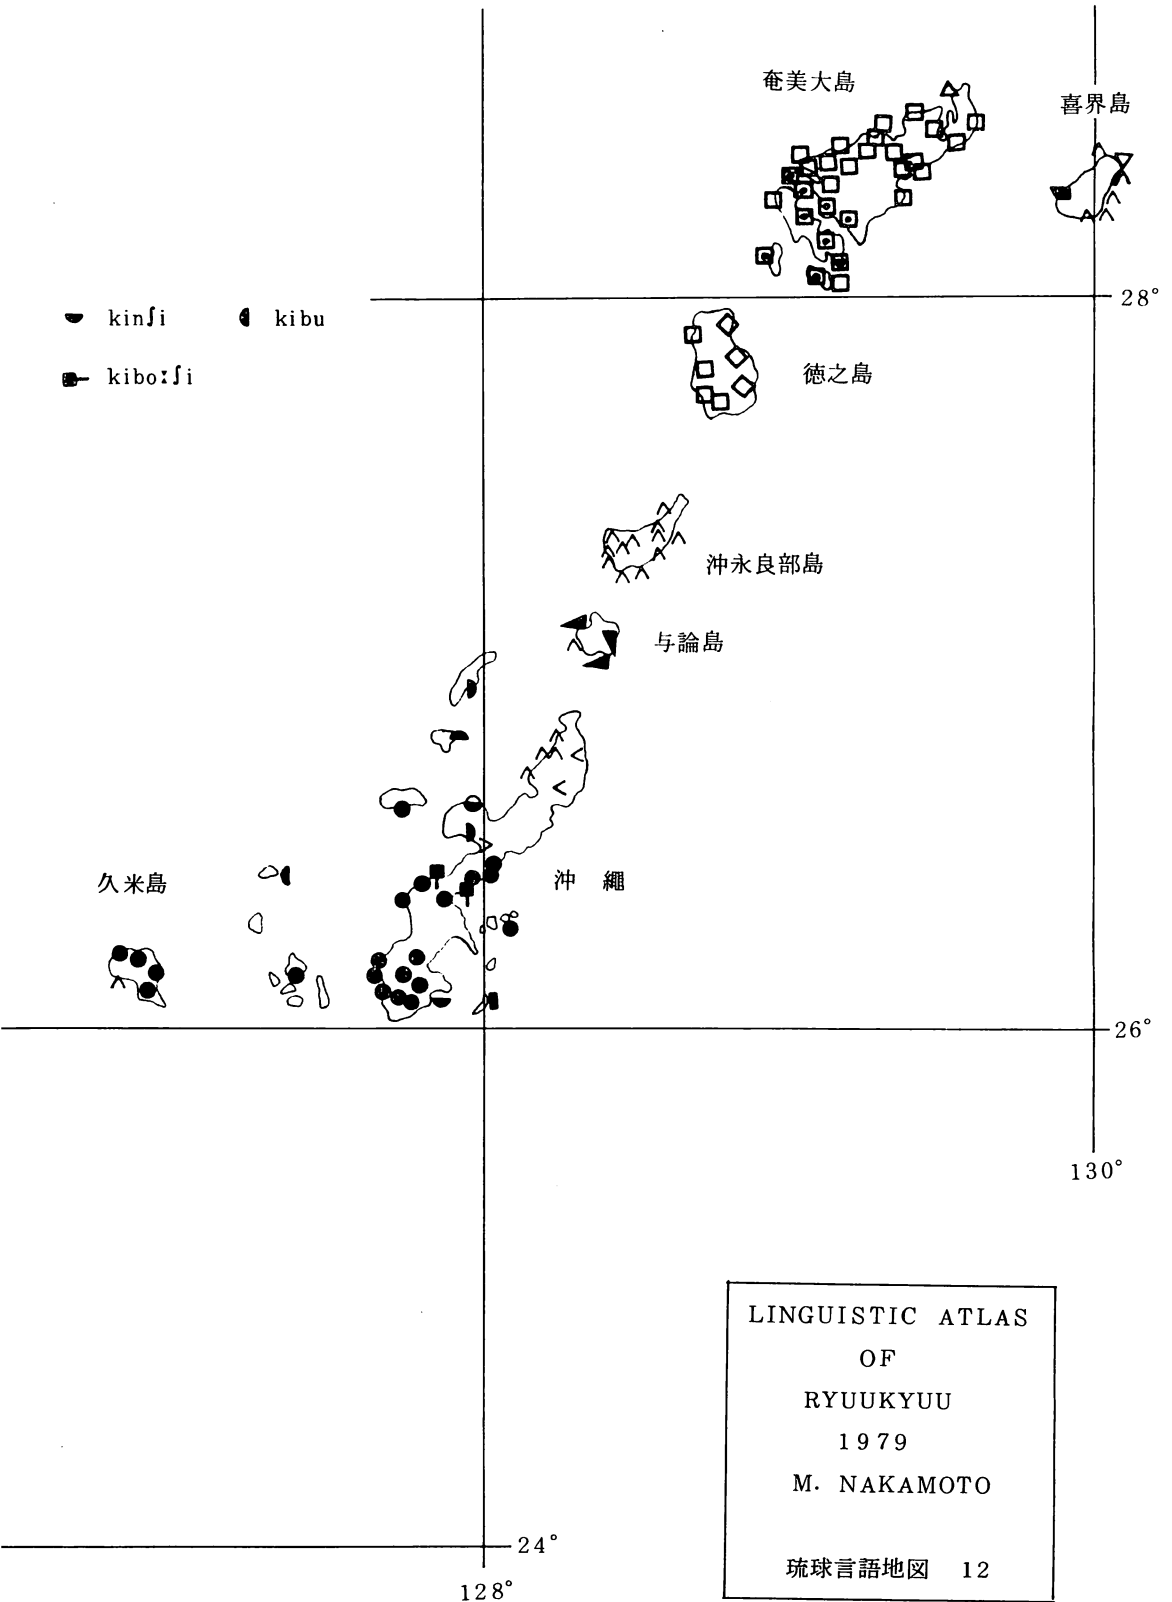 奄美大島
喜界島
28°
kinʃi kibu
kiboːʃi
徳之島
沖永良部島
与論島
久米島
沖 繩
26°
130°
LINGUISTIC ATLAS
OF
RYUUKYUU
1979
M. NAKAMOTO
琉球言語地図 12
24°
128°